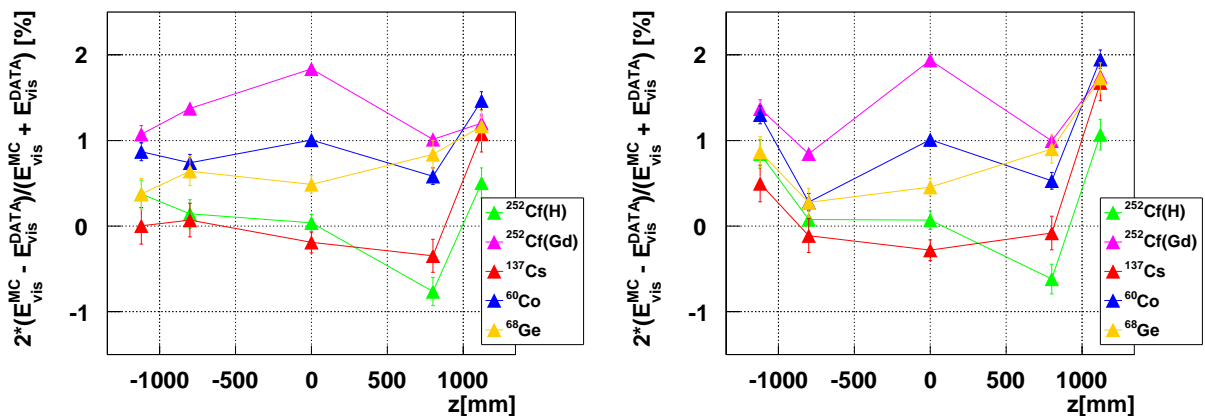 2*(E_vis^MC - E_vis^DATA)/(E_vis^MC + E_vis^DATA) [%]
2
1
0
-1
-1000 -500 0 500 1000
z[mm]
²⁵²Cf(H)
²⁵²Cf(Gd)
¹³⁷Cs
⁶⁰Co
⁶⁸Ge
2*(E_vis^MC - E_vis^DATA)/(E_vis^MC + E_vis^DATA) [%]
2
1
0
-1
-1000 -500 0 500 1000
z[mm]
²⁵²Cf(H)
²⁵²Cf(Gd)
¹³⁷Cs
⁶⁰Co
⁶⁸Ge